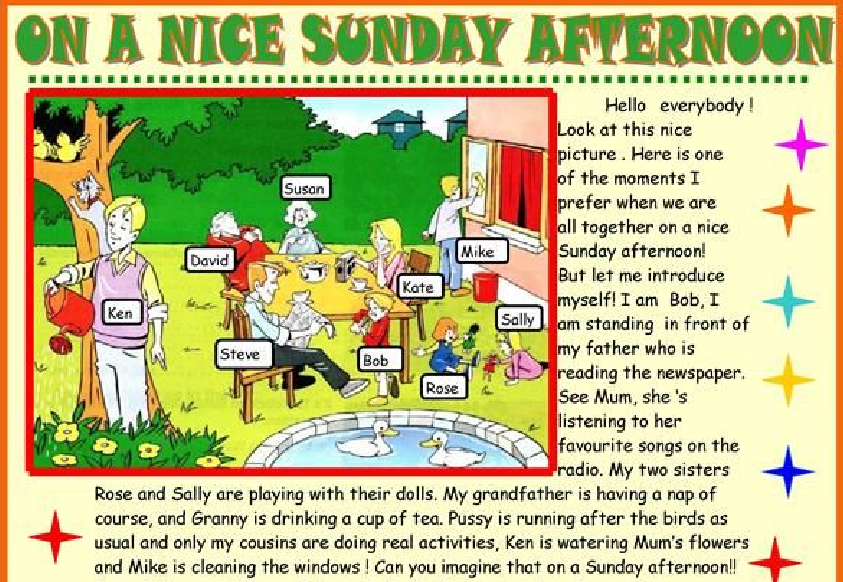 ON A NICE SUNDAY AFTERNOON
Susan
David
Mike
Kate
Ken
Sally
Steve
Bob
Rose
Hello everybody !
Look at this nice
picture . Here is one
of the moments I
prefer when we are
all together on a nice
Sunday afternoon!
But let me introduce
myself! I am Bob, I
am standing in front of
my father who is
reading the newspaper.
See Mum, she 's
listening to her
favourite songs on the
radio. My two sisters
Rose and Sally are playing with their dolls. My grandfather is having a nap of
course, and Granny is drinking a cup of tea. Pussy is running after the birds as
usual and only my cousins are doing real activities, Ken is watering Mum's flowers
and Mike is cleaning the windows ! Can you imagine that on a Sunday afternoon!!